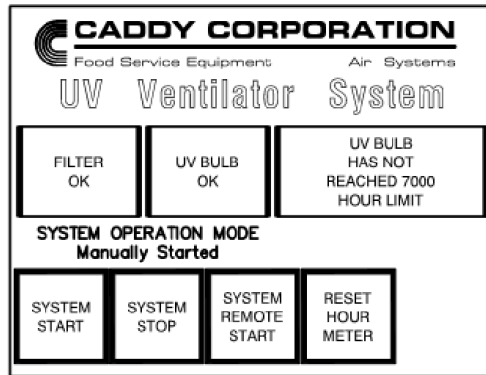 CADDY CORPORATION
Food Service Equipment Air Systems
UV Ventilator System
FILTER
OK
UV BULB
OK
UV BULB
HAS NOT
REACHED 7000
HOUR LIMIT
SYSTEM OPERATION MODE
Manually Started
SYSTEM
START
SYSTEM
STOP
SYSTEM
REMOTE
START
RESET
HOUR
METER